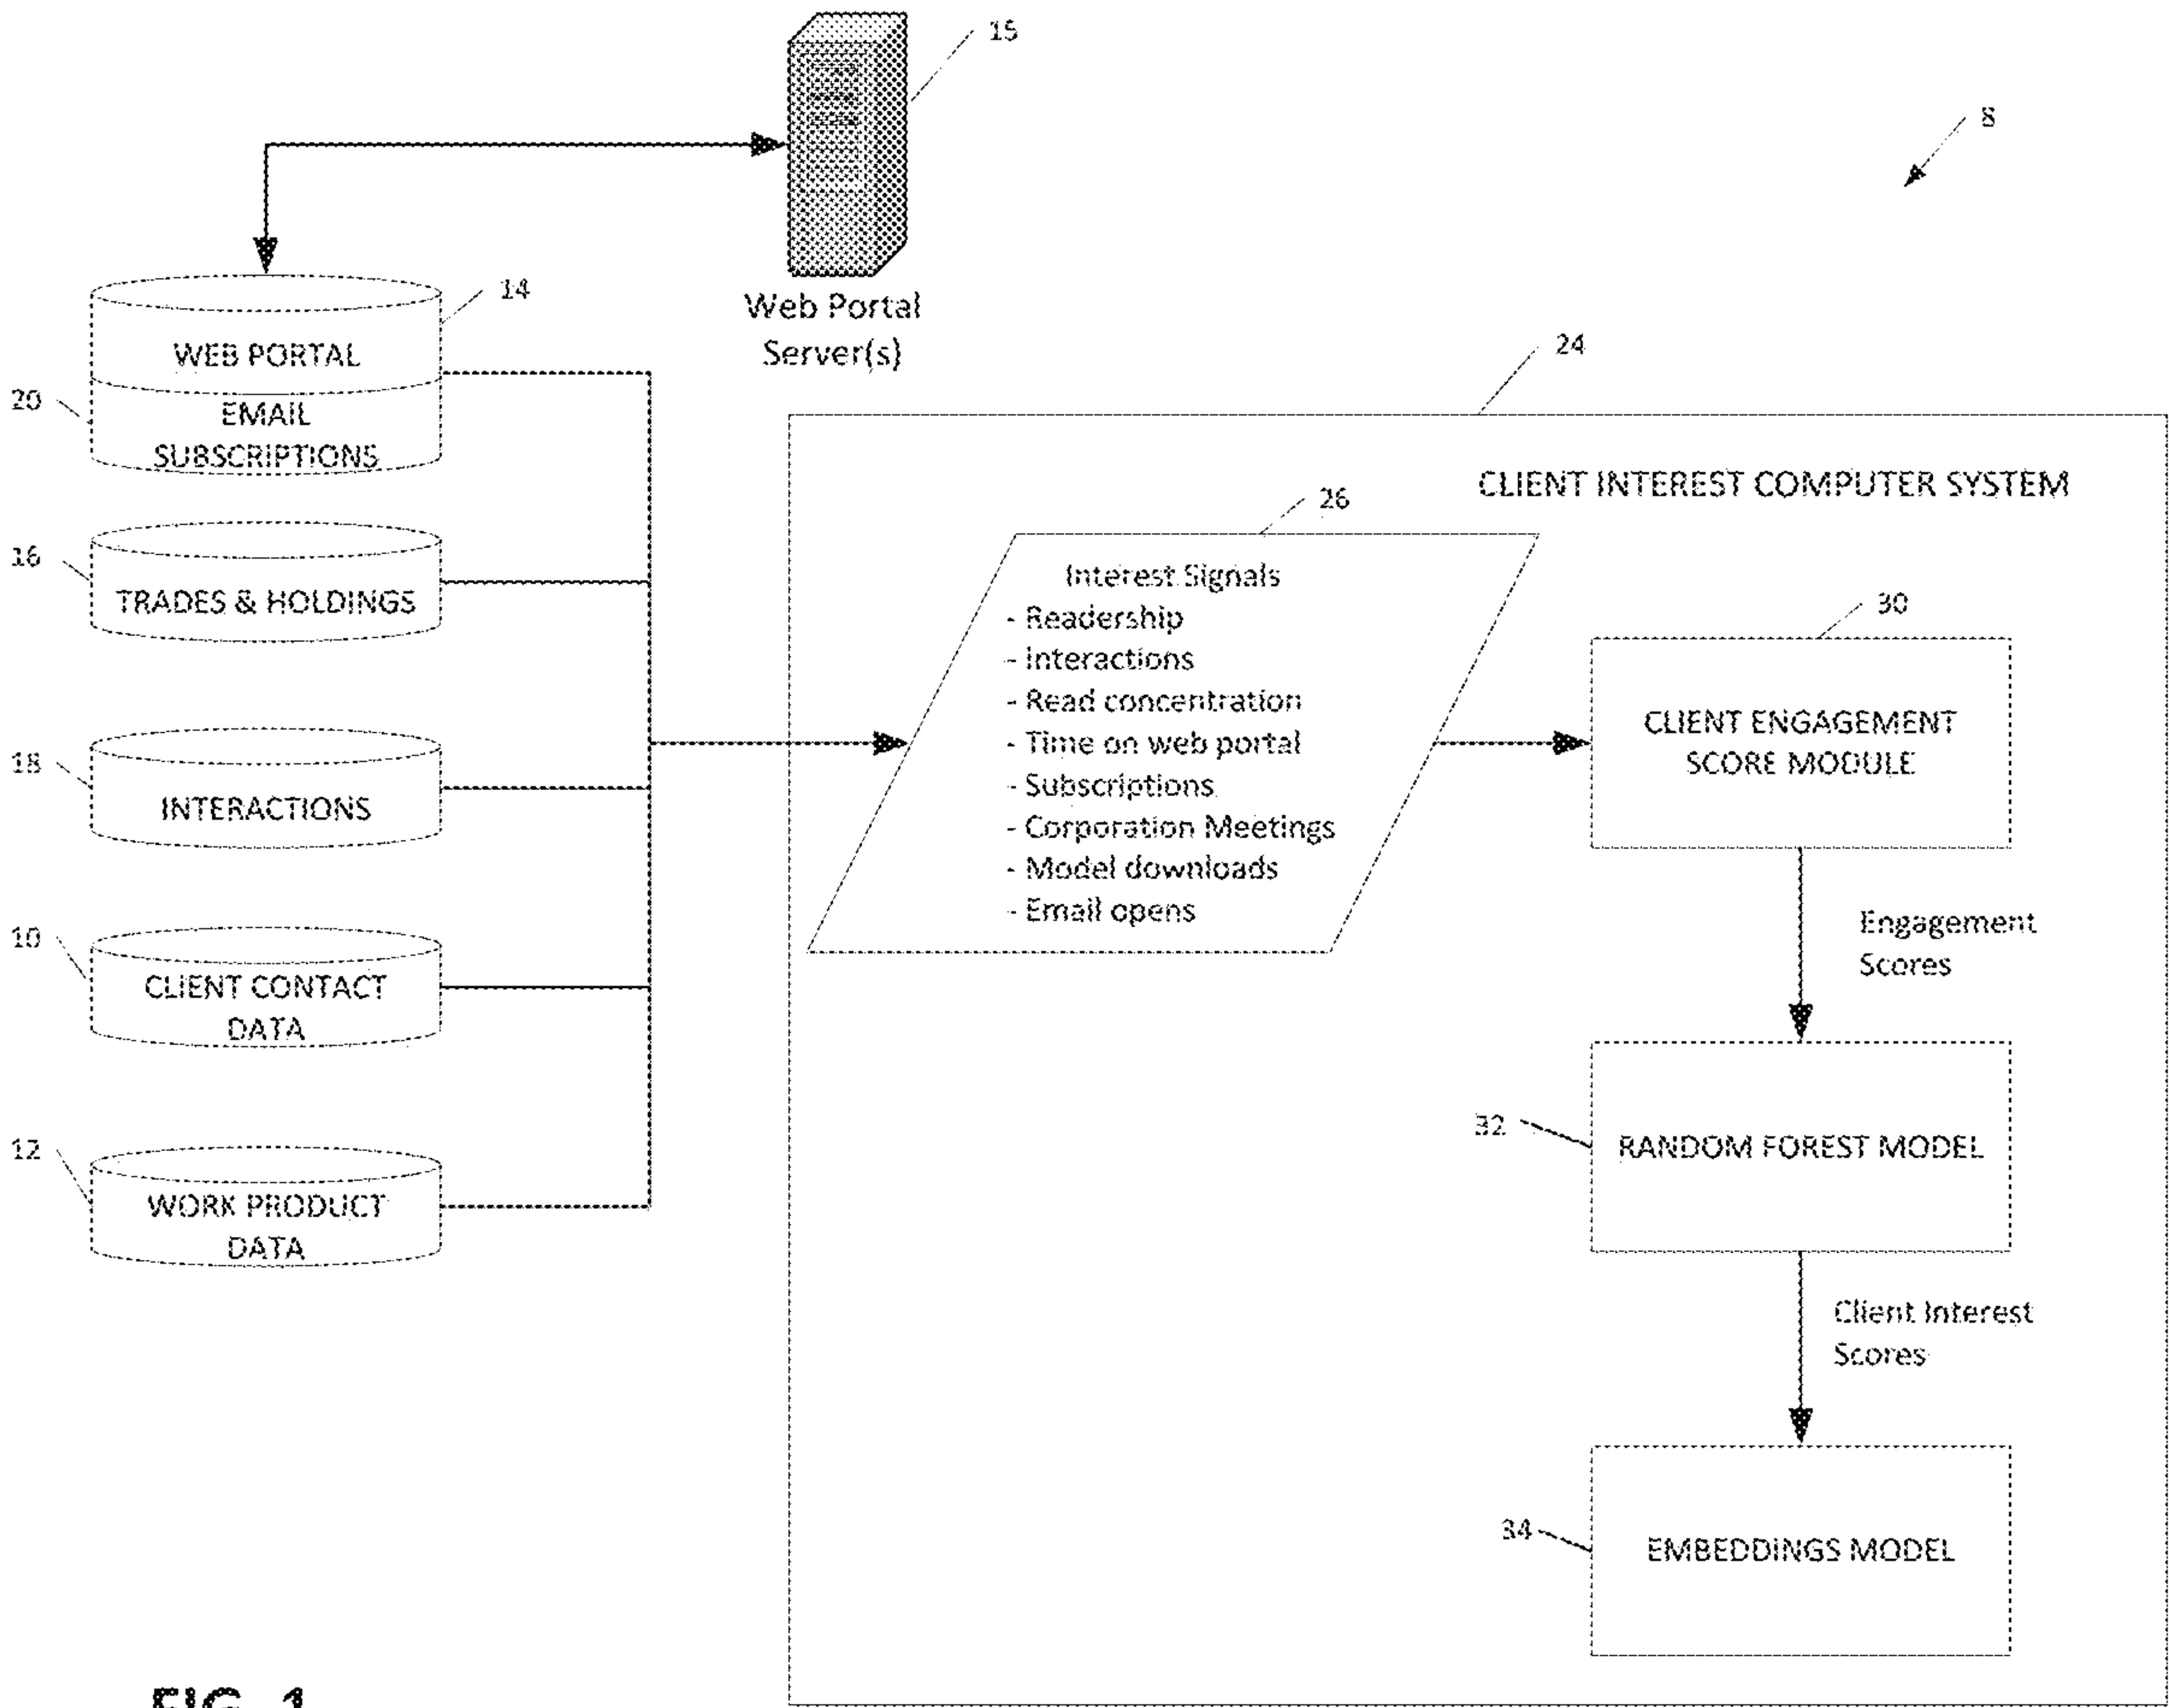 15
8
Web Portal
Server(s)
14
WEB PORTAL
20
EMAIL
SUBSCRIPTIONS
16
TRADES & HOLDINGS
18
INTERACTIONS
10
CLIENT CONTACT
DATA
12
WORK PRODUCT
DATA
24
CLIENT INTEREST COMPUTER SYSTEM
26
Interest Signals
- Readership
- Interactions
- Read concentration
- Time on web portal
- Subscriptions
- Corporation Meetings
- Model downloads
- Email opens
30
CLIENT ENGAGEMENT
SCORE MODULE
Engagement
Scores
32
RANDOM FOREST MODEL
Client Interest
Scores
34
EMBEDDINGS MODEL
FIG. 1